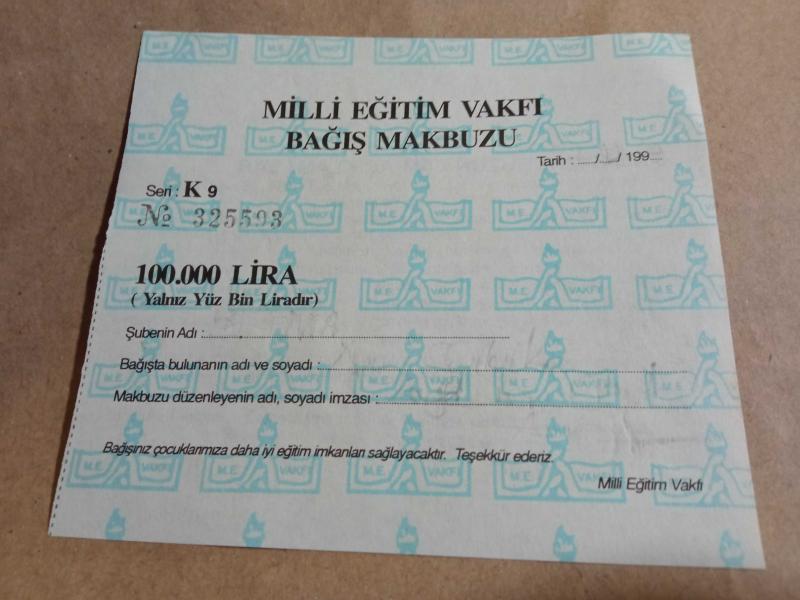 MİLLİ EĞİTİM VAKFI
BAĞIŞ MAKBUZU
Tarih : ....../....../ 199.....
Seri : K 9
№ 325593
100.000 LİRA
( Yalnız Yüz Bin Liradır)
Şubenin Adı :
Bağışta bulunanın adı ve soyadı :
Makbuzu düzenleyenin adı, soyadı imzası :
Bağışınız çocuklarımıza daha iyi eğitim imkanları sağlayacaktır. Teşekkür ederiz.
Milli Eğitim Vakfı